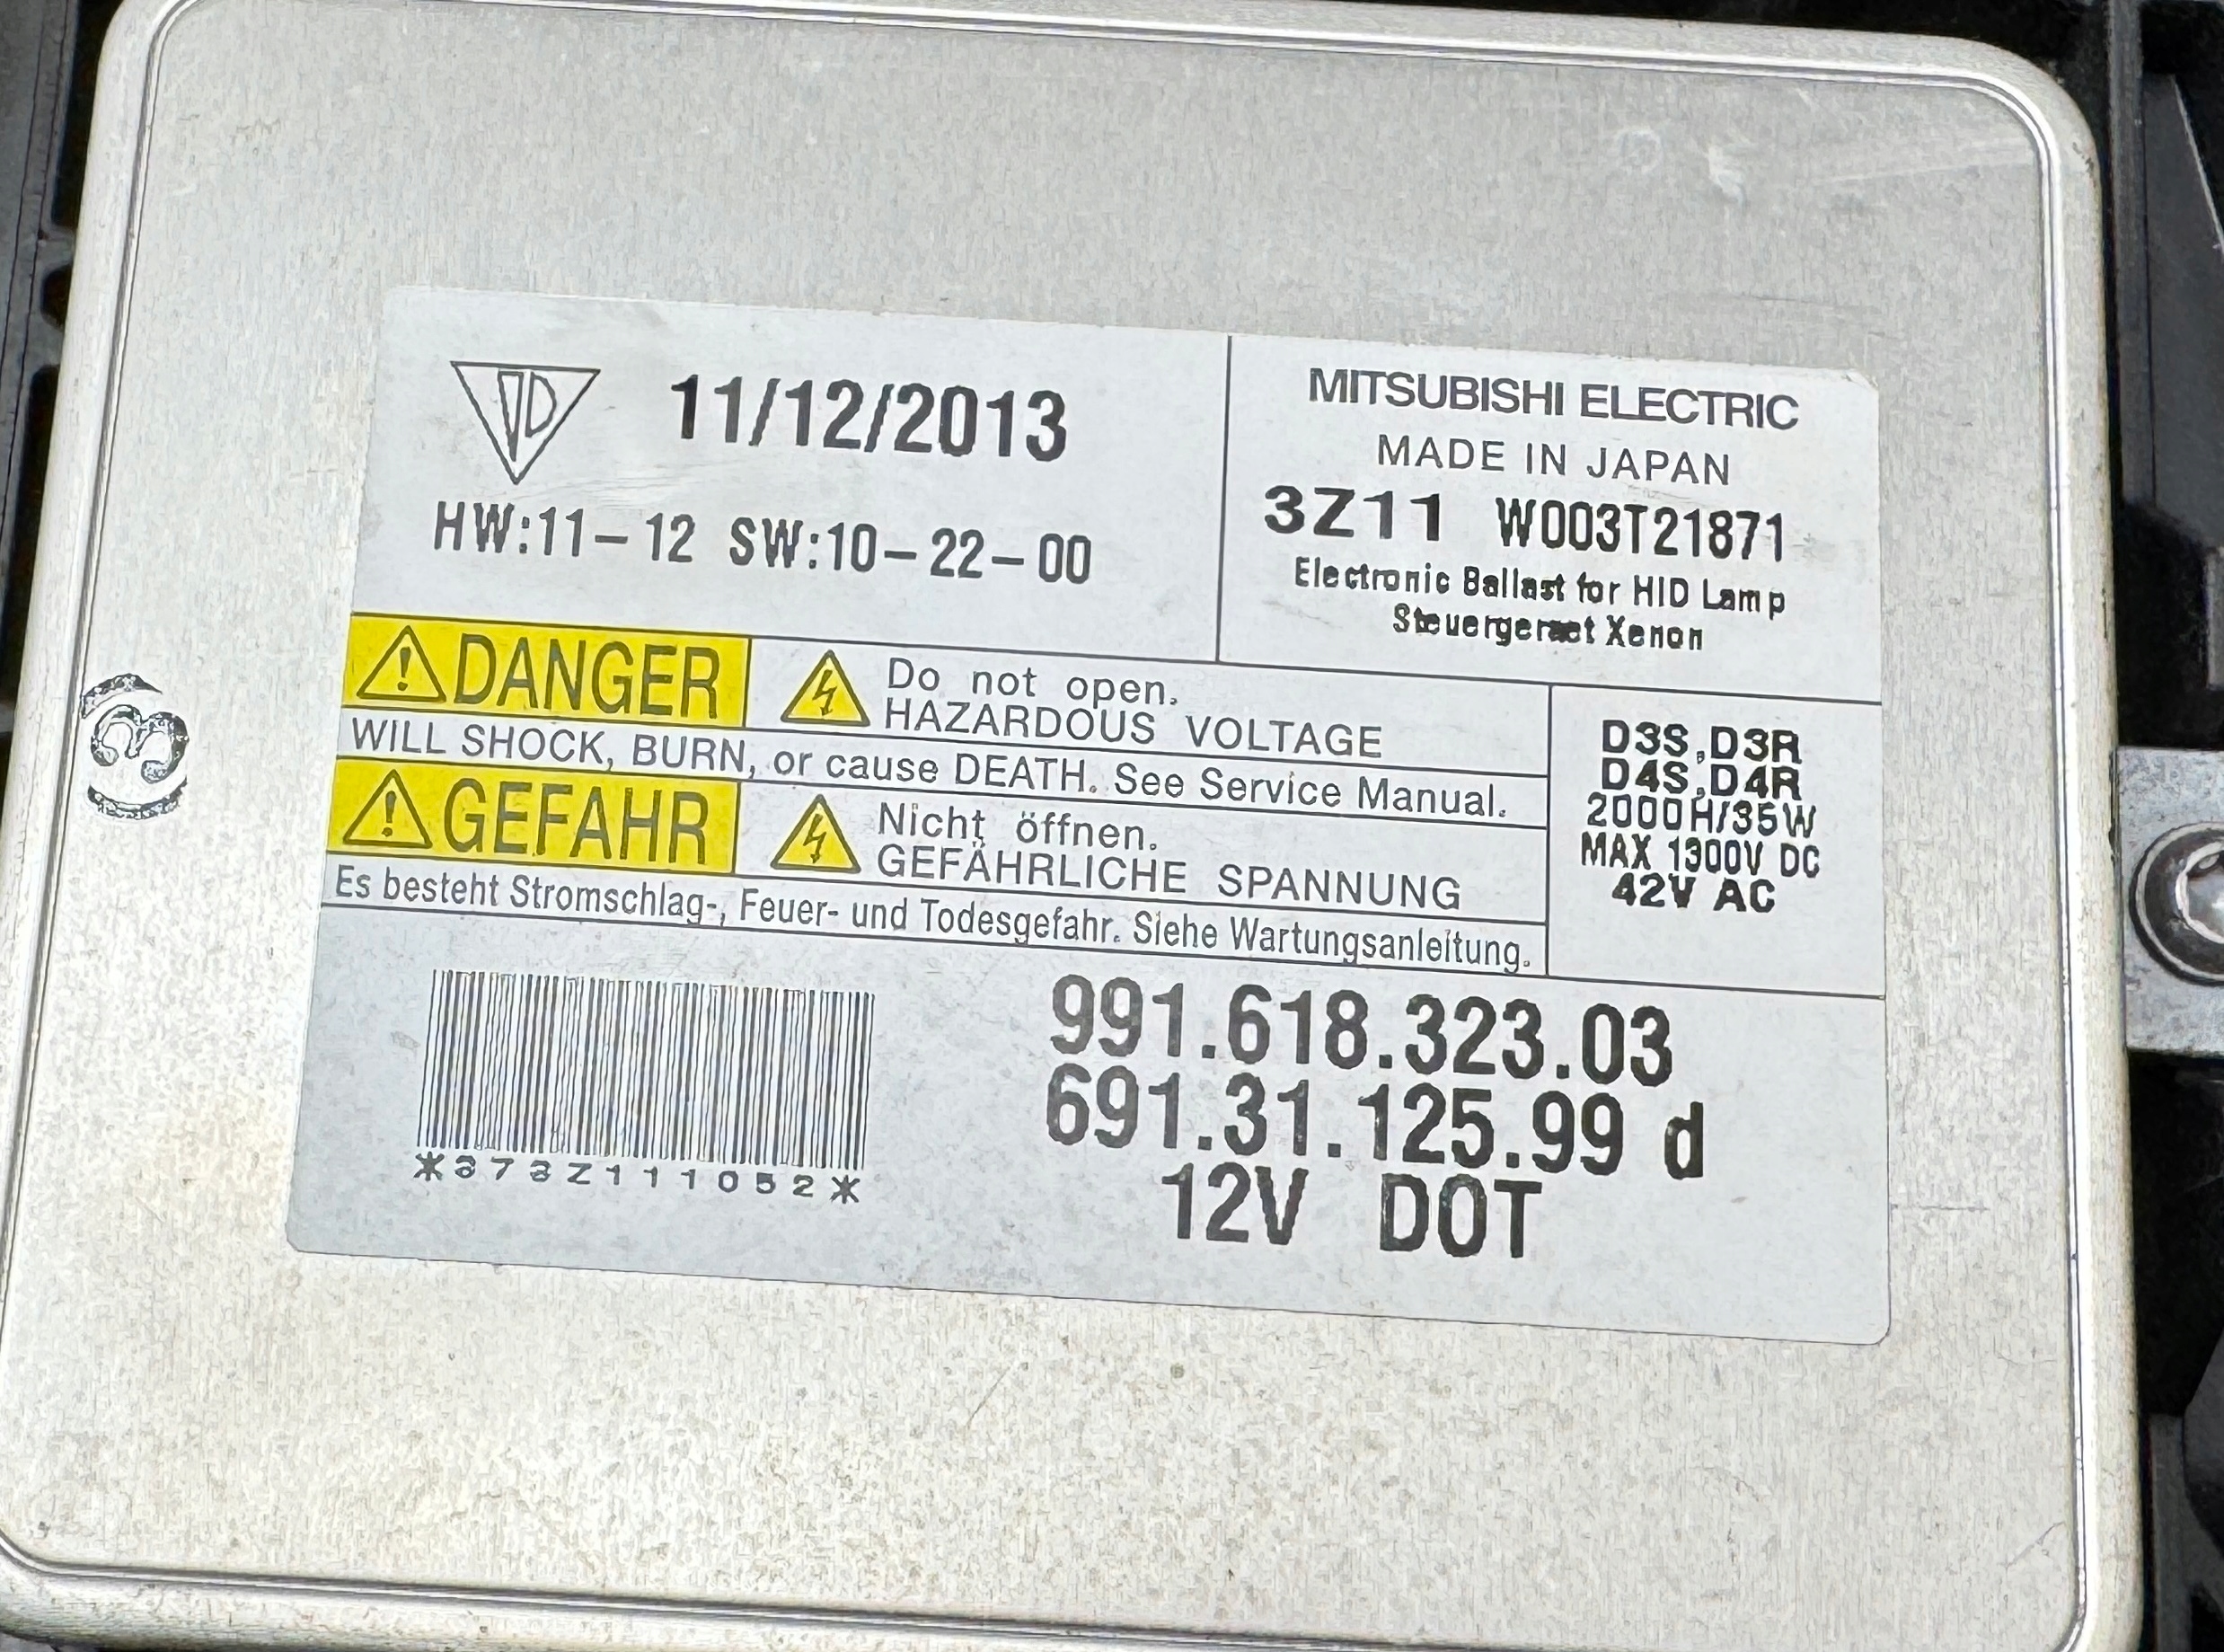 11/12/2013
HW:11-12 SW:10-22-00
MITSUBISHI ELECTRIC
MADE IN JAPAN
3Z11 W003T21871
Electronic Ballast for HID Lamp
Steuergeraet Xenon
DANGER
Do not open.
HAZARDOUS VOLTAGE
WILL SHOCK, BURN, or cause DEATH. See Service Manual.
GEFAHR
Nicht öffnen.
GEFÄHRLICHE SPANNUNG
Es besteht Stromschlag-, Feuer- und Todesgefahr. Siehe Wartungsanleitung.
D3S,D3R
D4S,D4R
2000H/35W
MAX 1300V DC
42V AC
*873Z111052*
991.618.323.03
691.31.125.99 d
12V DOT
(3)